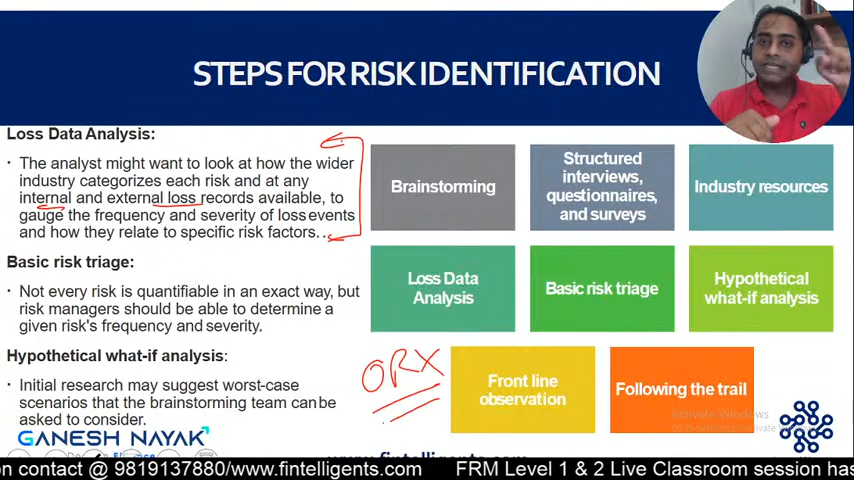 STEPS FOR RISK IDENTIFICATION
Loss Data Analysis:
• The analyst might want to look at how the wider
industry categorizes each risk and at any
internal and external loss records available, to
gauge the frequency and severity of loss events
and how they relate to specific risk factors..
Basic risk triage:
• Not every risk is quantifiable in an exact way, but
risk managers should be able to determine a
given risk's frequency and severity.
Hypothetical what-if analysis:
• Initial research may suggest worst-case
scenarios that the brainstorming team can be
asked to consider.
Brainstorming
Structured
interviews,
questionnaires,
and surveys
Industry resources
Loss Data
Analysis
Basic risk triage
Hypothetical
what-if analysis
ORX
Front line
observation
Following the trail
Activate Windows
GANESH NAYAK
www.fintelligents.com
on contact @ 9819137880/www.fintelligents.com FRM Level 1 & 2 Live Classroom session has